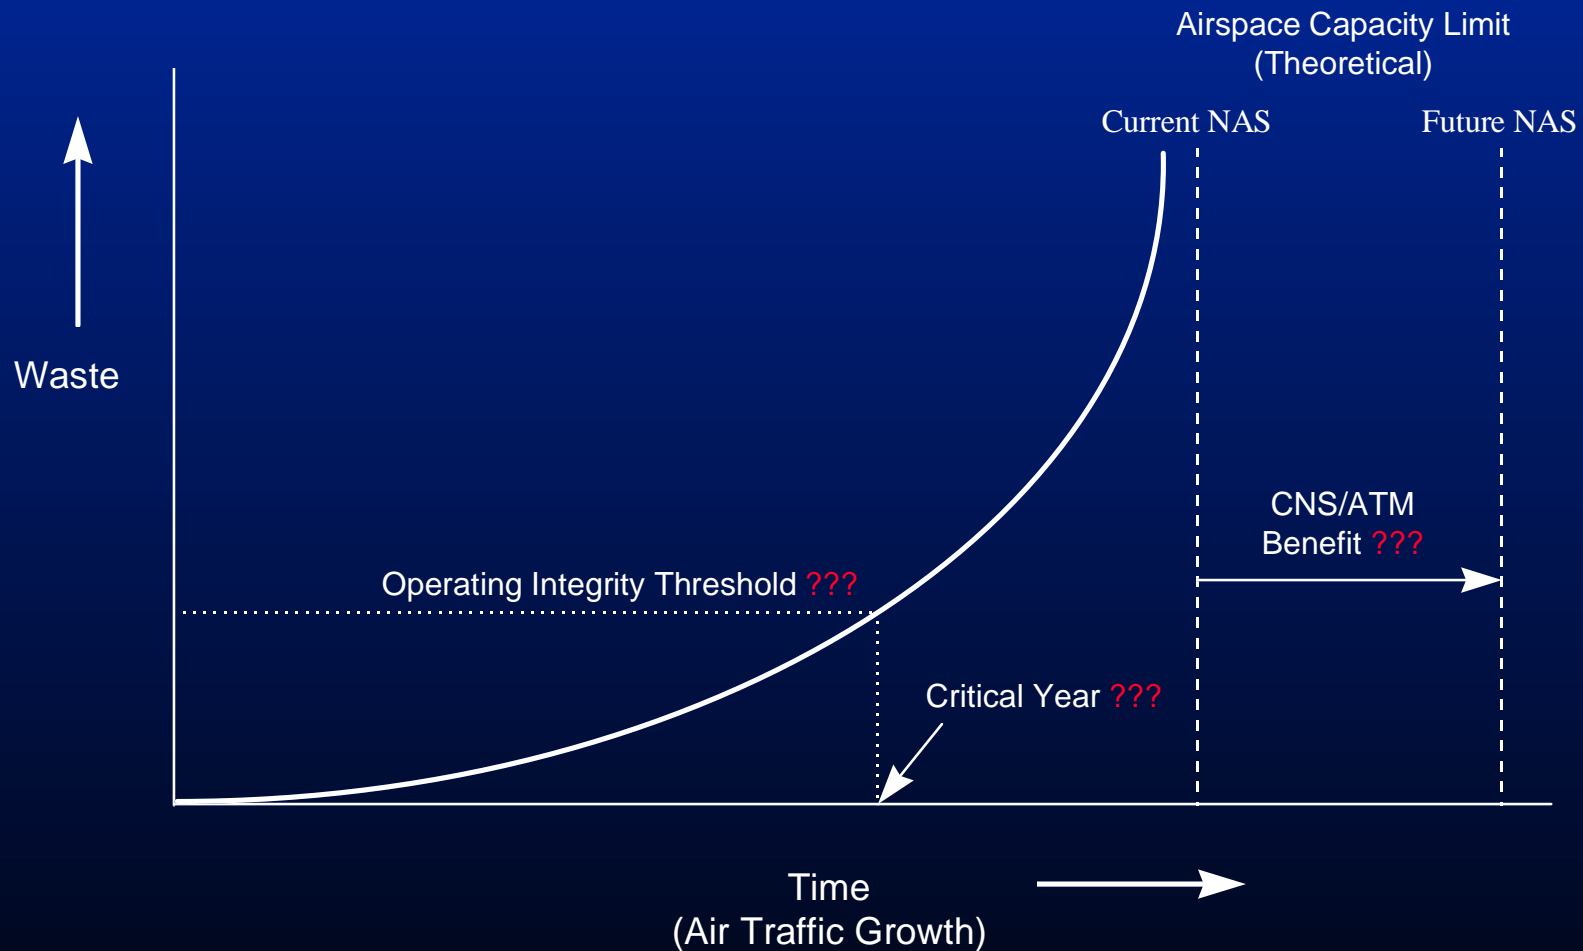 Airspace Capacity Limit
(Theoretical)
Current NAS
Future NAS
Waste
CNS/ATM
Benefit ???
Operating Integrity Threshold ???
Critical Year ???
Time
(Air Traffic Growth)